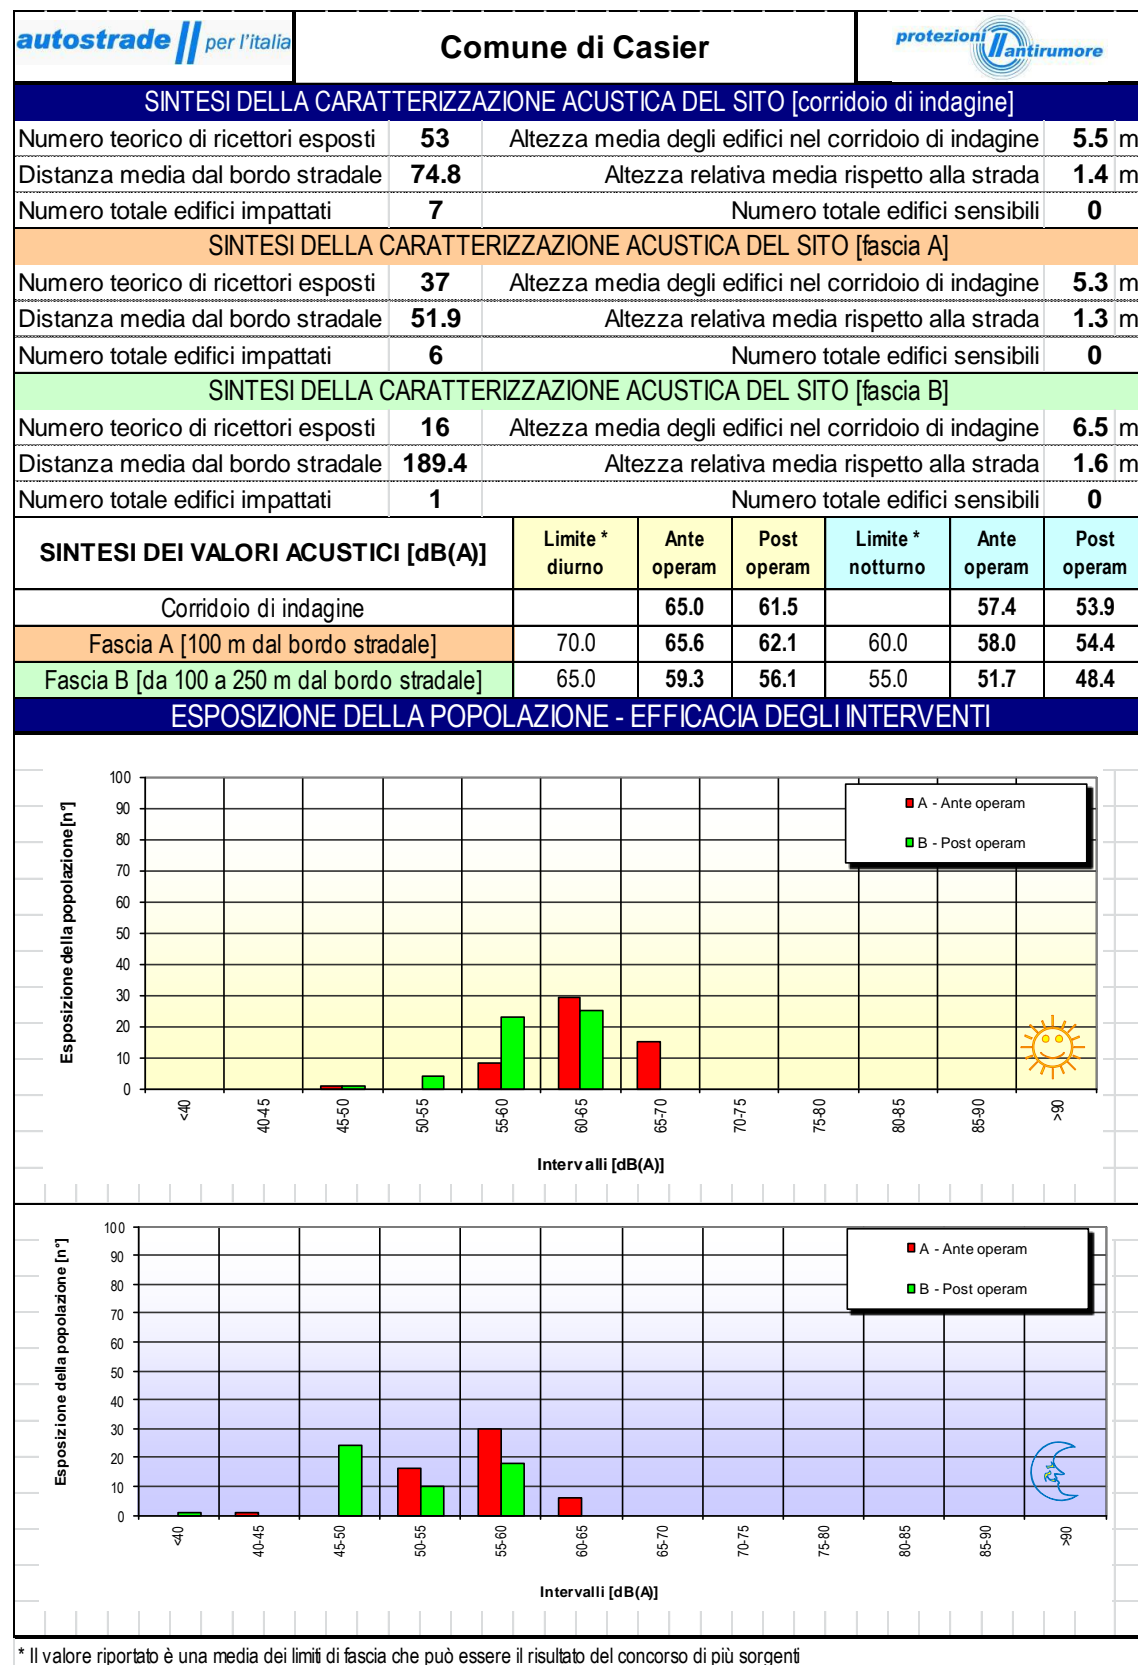 autostrade // per l'italia
Comune di Casier
protezioni antirumore
SINTESI DELLA CARATTERIZZAZIONE ACUSTICA DEL SITO [corridoio di indagine]
Numero teorico di ricettori esposti 53 Altezza media degli edifici nel corridoio di indagine 5.5 m
Distanza media dal bordo stradale 74.8 Altezza relativa media rispetto alla strada 1.4 m
Numero totale edifici impattati 7 Numero totale edifici sensibili 0
SINTESI DELLA CARATTERIZZAZIONE ACUSTICA DEL SITO [fascia A]
Numero teorico di ricettori esposti 37 Altezza media degli edifici nel corridoio di indagine 5.3 m
Distanza media dal bordo stradale 51.9 Altezza relativa media rispetto alla strada 1.3 m
Numero totale edifici impattati 6 Numero totale edifici sensibili 0
SINTESI DELLA CARATTERIZZAZIONE ACUSTICA DEL SITO [fascia B]
Numero teorico di ricettori esposti 16 Altezza media degli edifici nel corridoio di indagine 6.5 m
Distanza media dal bordo stradale 189.4 Altezza relativa media rispetto alla strada 1.6 m
Numero totale edifici impattati 1 Numero totale edifici sensibili 0
SINTESI DEI VALORI ACUSTICI [dB(A)] Limite * diurno Ante operam Post operam Limite * notturno Ante operam Post operam
Corridoio di indagine 65.0 61.5 57.4 53.9
Fascia A [100 m dal bordo stradale] 70.0 65.6 62.1 60.0 58.0 54.4
Fascia B [da 100 a 250 m dal bordo stradale] 65.0 59.3 56.1 55.0 51.7 48.4
ESPOSIZIONE DELLA POPOLAZIONE - EFFICACIA DEGLI INTERVENTI
Esposizione della popolazione [n°]
100
90
80
70
60
50
40
30
20
10
0
A - Ante operam
B - Post operam
<40 40-45 45-50 50-55 55-60 60-65 65-70 70-75 75-80 80-85 85-90 >90
Intervalli [dB(A)]
Esposizione della popolazione [n°]
100
90
80
70
60
50
40
30
20
10
0
A - Ante operam
B - Post operam
<40 40-45 45-50 50-55 55-60 60-65 65-70 70-75 75-80 80-85 85-90 >90
Intervalli [dB(A)]
* Il valore riportato è una media dei limiti di fascia che può essere il risultato del concorso di più sorgenti